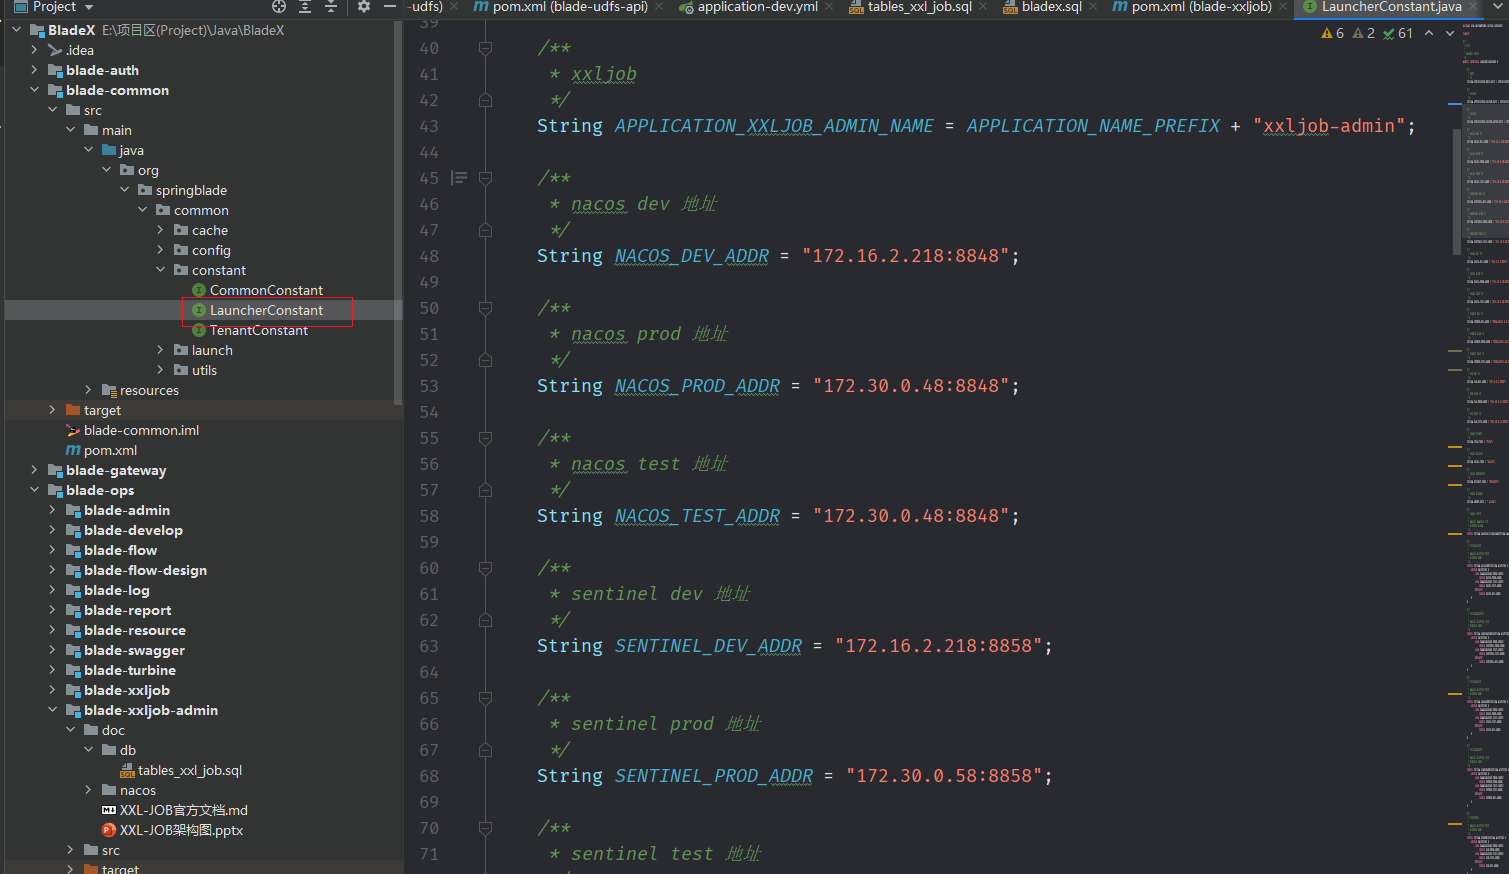 Project
BladeX E:\项目区(Project)\Java\BladeX
.idea
blade-auth
blade-common
src
main
java
org
springblade
common
cache
config
constant
CommonConstant
LauncherConstant
TenantConstant
launch
utils
resources
target
blade-common.iml
pom.xml
blade-gateway
blade-ops
blade-admin
blade-develop
blade-flow
blade-flow-design
blade-log
blade-report
blade-resource
blade-swagger
blade-turbine
blade-xxljob
blade-xxljob-admin
doc
db
tables_xxl_job.sql
nacos
XXL-JOB官方文档.md
XXL-JOB架构图.pptx
src
target
-udfs) pom.xml (blade-udfs-api) application-dev.yml tables_xxl_job.sql bladex.sql pom.xml (blade-xxljob) LauncherConstant.java
6 2 61
39
40 /**
41 * xxljob
42 */
43 String APPLICATION_XXLJOB_ADMIN_NAME = APPLICATION_NAME_PREFIX + "xxljob-admin";
44
45 /**
46 * nacos dev 地址
47 */
48 String NACOS_DEV_ADDR = "172.16.2.218:8848";
49
50 /**
51 * nacos prod 地址
52 */
53 String NACOS_PROD_ADDR = "172.30.0.48:8848";
54
55 /**
56 * nacos test 地址
57 */
58 String NACOS_TEST_ADDR = "172.30.0.48:8848";
59
60 /**
61 * sentinel dev 地址
62 */
63 String SENTINEL_DEV_ADDR = "172.16.2.218:8858";
64
65 /**
66 * sentinel prod 地址
67 */
68 String SENTINEL_PROD_ADDR = "172.30.0.58:8858";
69
70 /**
71 * sentinel test 地址